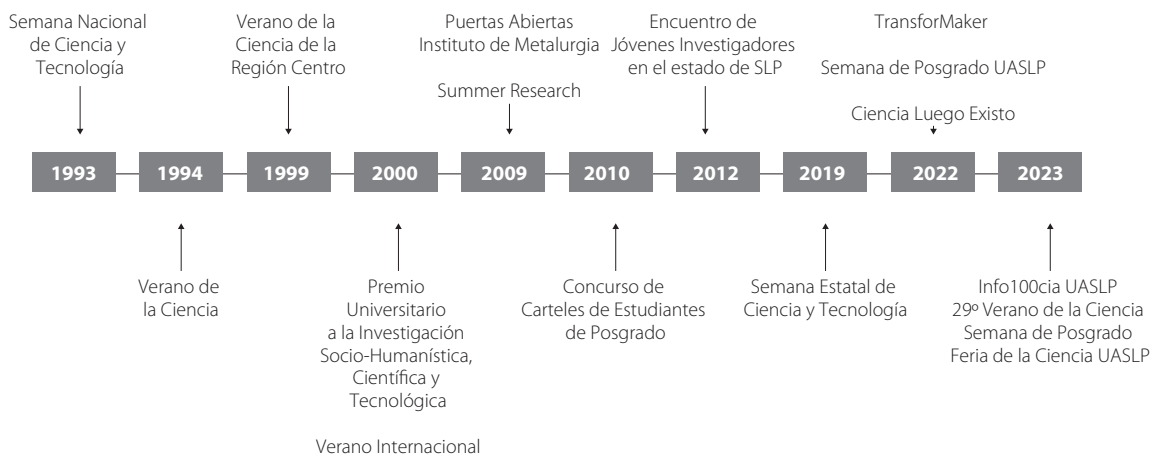 Semana Nacional
de Ciencia y
Tecnología
Verano de la
Ciencia de la
Región Centro
Puertas Abiertas
Instituto de Metalurgia
Summer Research
Encuentro de
Jóvenes Investigadores
en el estado de SLP
TransforMaker
Semana de Posgrado UASLP
Ciencia Luego Existo
1993
1994
1999
2000
2009
2010
2012
2019
2022
2023
Verano de
la Ciencia
Premio
Universitario
a la Investigación
Socio-Humanística,
Científica y
Tecnológica
Verano Internacional
Concurso de
Carteles de Estudiantes
de Posgrado
Semana Estatal de
Ciencia y Tecnología
Info100cia UASLP
29º Verano de la Ciencia
Semana de Posgrado
Feria de la Ciencia UASLP